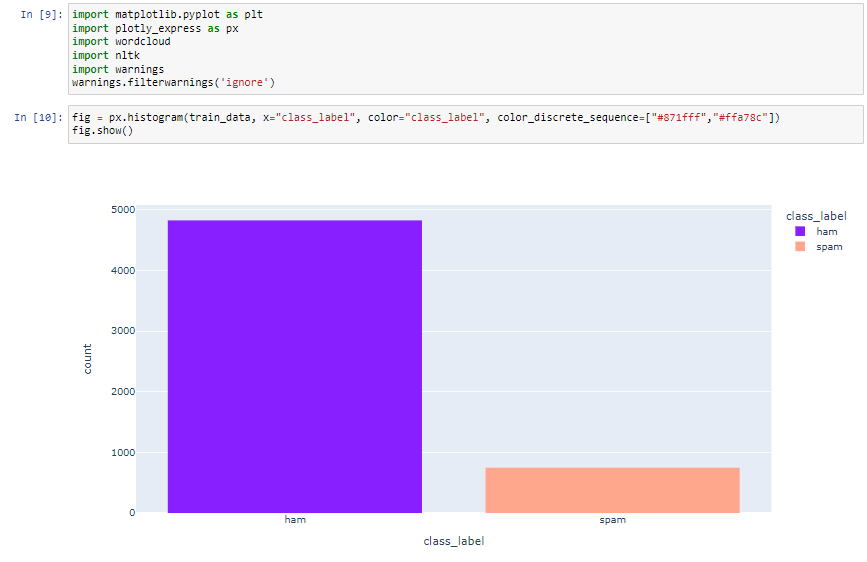 In [9]: import matplotlib.pyplot as plt
import plotly_express as px
import wordcloud
import nltk
import warnings
warnings.filterwarnings('ignore')
In [10]: fig = px.histogram(train_data, x="class_label", color="class_label", color_discrete_sequence=["#871fff","#ffa78c"])
fig.show()
class_label
ham
spam
5000
4000
3000
2000
1000
0
count
ham spam
class_label